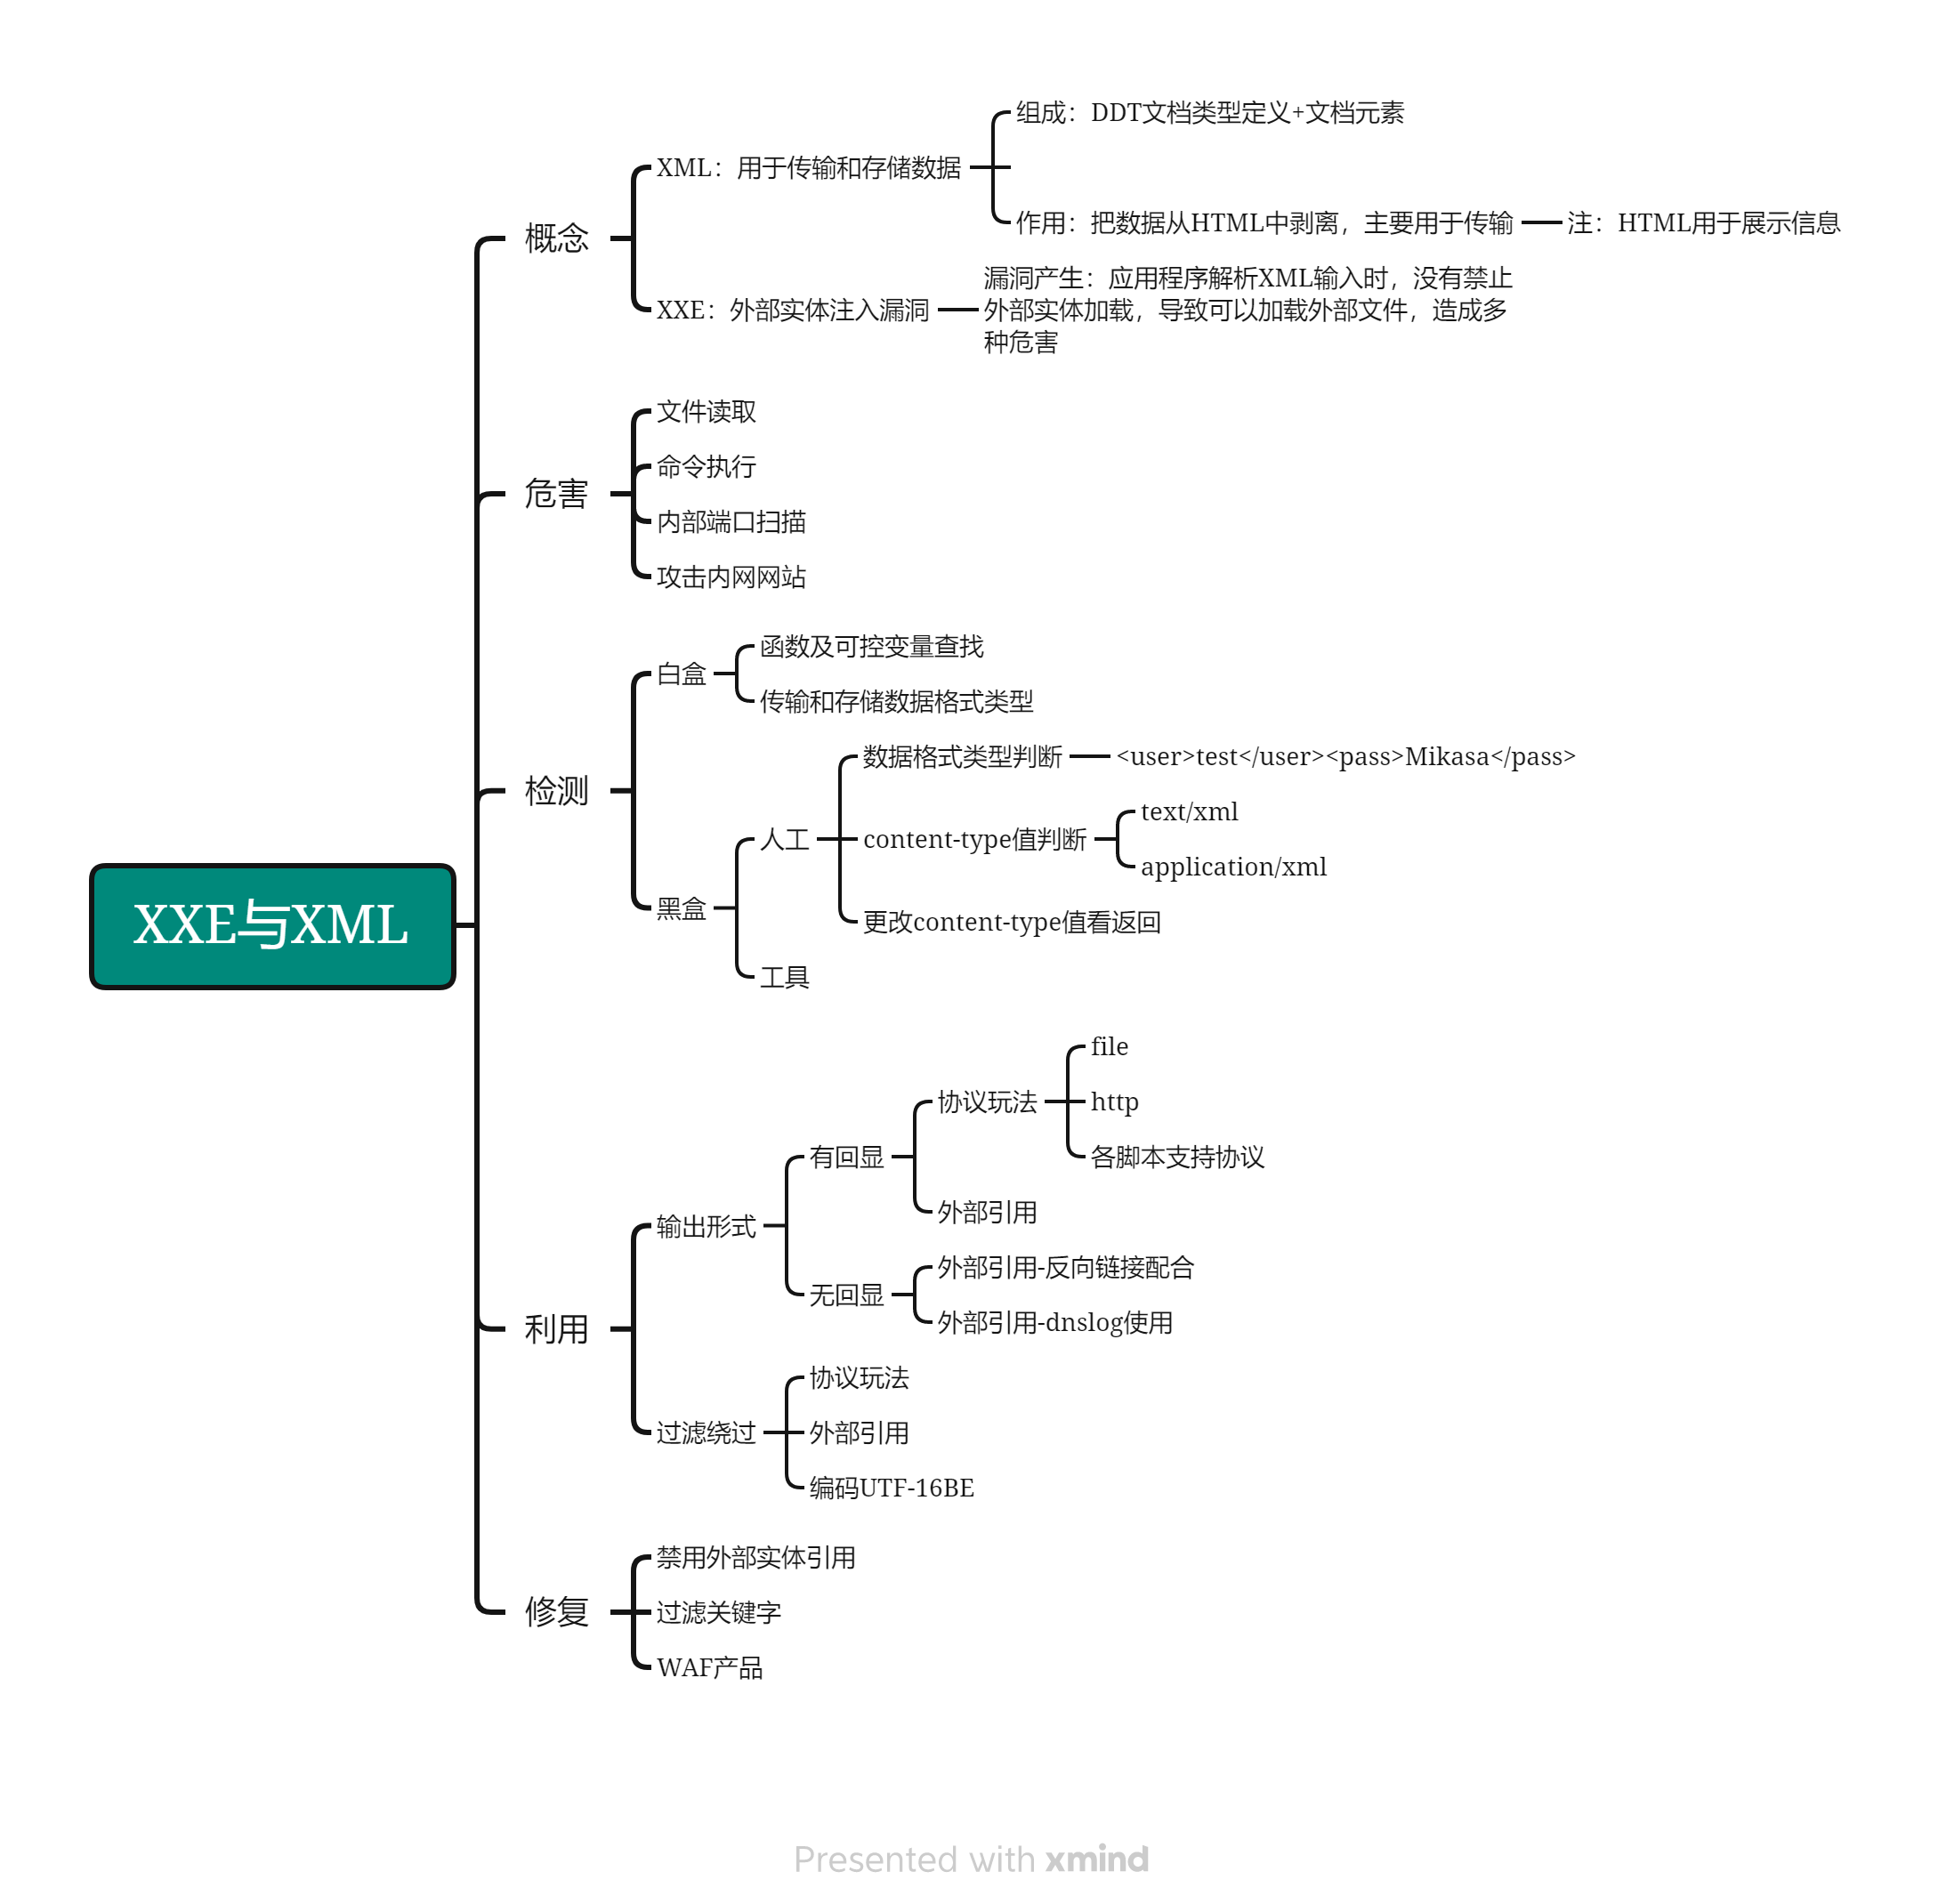 XXE与XML
概念
XML：用于传输和存储数据
组成：DDT文档类型定义+文档元素
作用：把数据从HTML中剥离，主要用于传输
注：HTML用于展示信息
XXE：外部实体注入漏洞
漏洞产生：应用程序解析XML输入时，没有禁止
外部实体加载，导致可以加载外部文件，造成多
种危害
危害
文件读取
命令执行
内部端口扫描
攻击内网网站
检测
白盒
函数及可控变量查找
传输和存储数据格式类型
黑盒
人工
数据格式类型判断
<user>test</user><pass>Mikasa</pass>
content-type值判断
text/xml
application/xml
更改content-type值看返回
工具
利用
输出形式
有回显
协议玩法
file
http
各脚本支持协议
外部引用
无回显
外部引用-反向链接配合
外部引用-dnslog使用
过滤绕过
协议玩法
外部引用
编码UTF-16BE
修复
禁用外部实体引用
过滤关键字
WAF产品
Presented with xmind